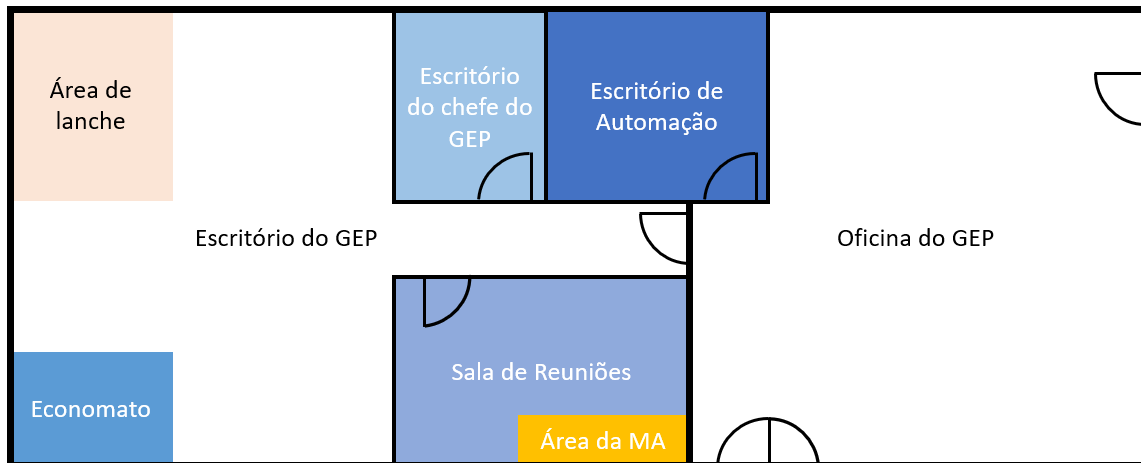 Área de
lanche
Escritório
do chefe do
GEP
Escritório de
Automação
Escritório do GEP
Oficina do GEP
Sala de Reuniões
Economato
Área da MA